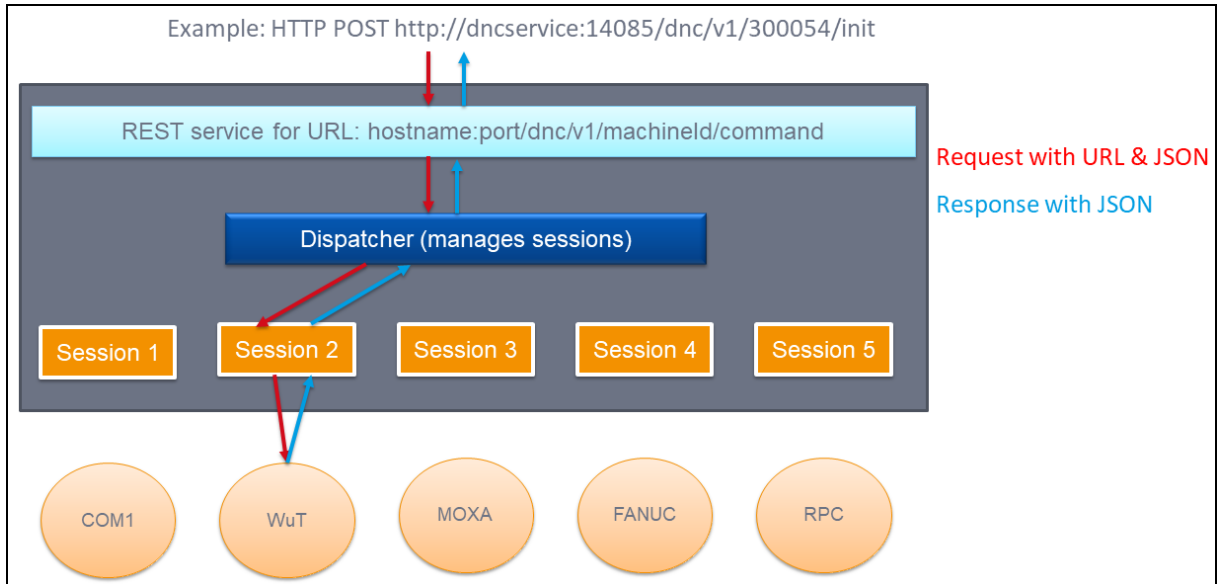 Example: HTTP POST http://dncservice:14085/dnc/v1/300054/init
REST service for URL: hostname:port/dnc/v1/machineId/command
Request with URL & JSON
Response with JSON
Dispatcher (manages sessions)
Session 1
Session 2
Session 3
Session 4
Session 5
COM1
WuT
MOXA
FANUC
RPC